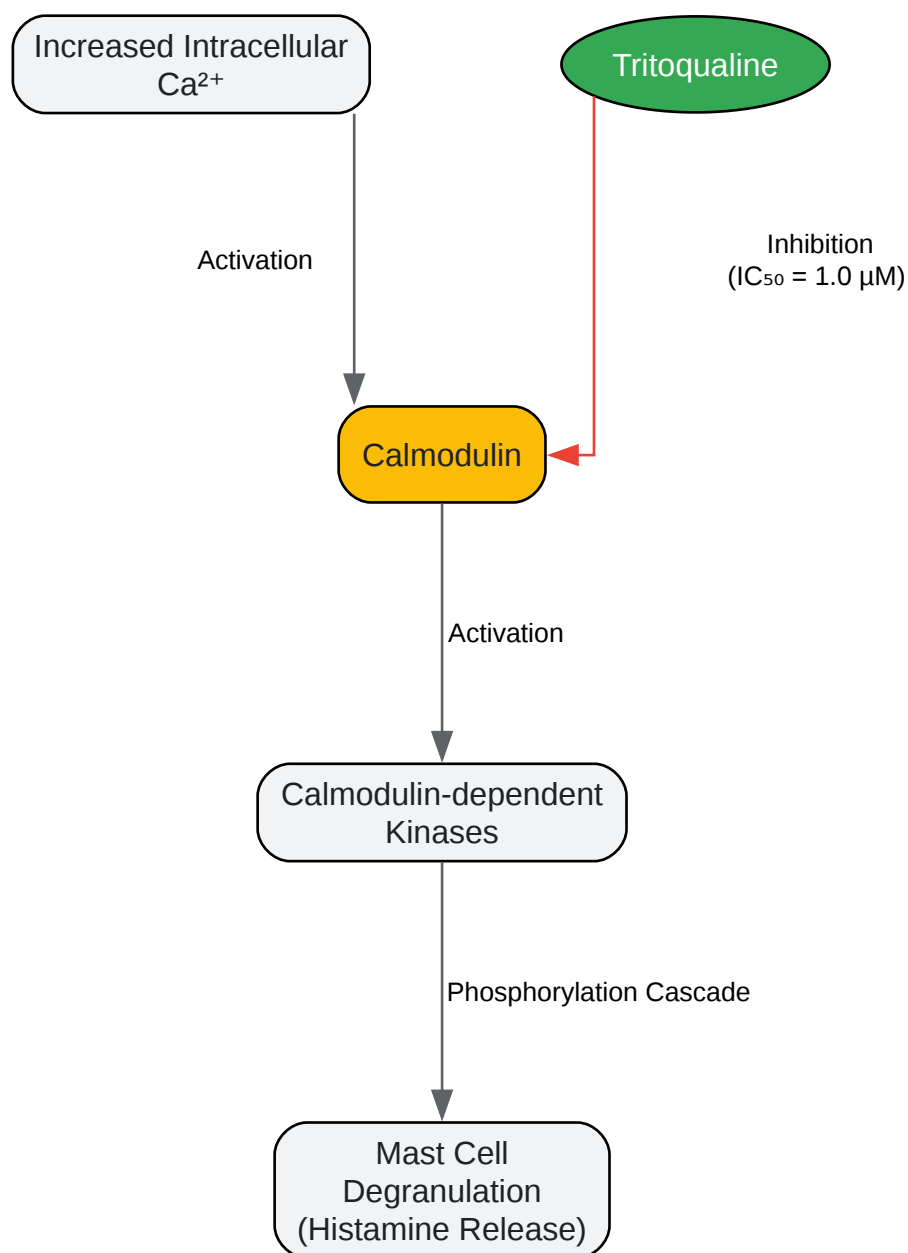 Increased Intracellular
Ca²⁺
Tritoqualine
Activation
Inhibition
(IC₅₀ = 1.0 µM)
Calmodulin
Activation
Calmodulin-dependent
Kinases
Phosphorylation Cascade
Mast Cell
Degranulation
(Histamine Release)